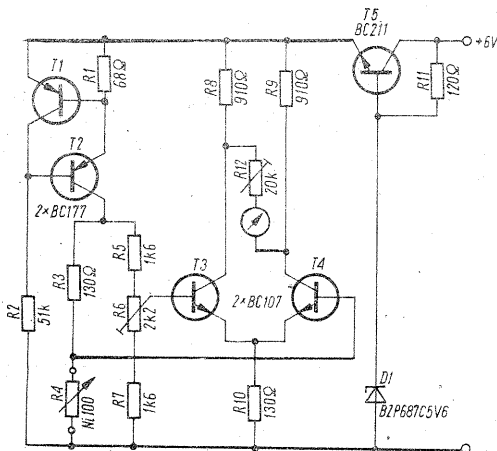 T5
BC211
+6V
T1
R1
68Ω
R8
910Ω
R9
910Ω
R11
120Ω
T2
2×BC177
R12
20k
R5
1k6
R3
130Ω
R6
2k2
T3
T4
2×BC107
R2
51k
R4
Ni100
R7
1k6
R10
130Ω
D1
BZP687C5V6